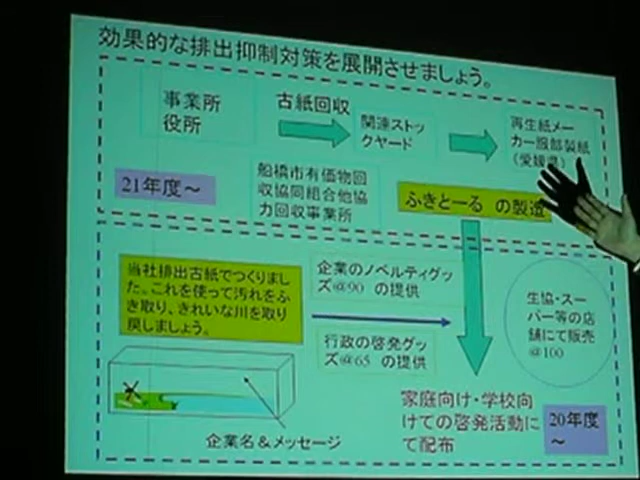 効果的な排出抑制対策を展開させましょう。
事業所
役所
古紙回収
関連ストッ
クヤード
再生紙メー
カー服部製紙
(愛媛県)
21年度～
船橋市有価物回
収協同組合他協
力回収事業所
ふきとーる の製造
当社排出古紙でつくりまし
た、これを使って汚れをふ
き取り、きれいな川を取り
戻しましょう。
企業のノベルティグッ
ズ@90 の提供
行政の啓発グッ
ズ@65 の提供
生協・スー
パー等の店
舗にて販売
@100
企業名＆メッセージ
家庭向け・学校向
けての啓発活動に
て配布
20年度
～